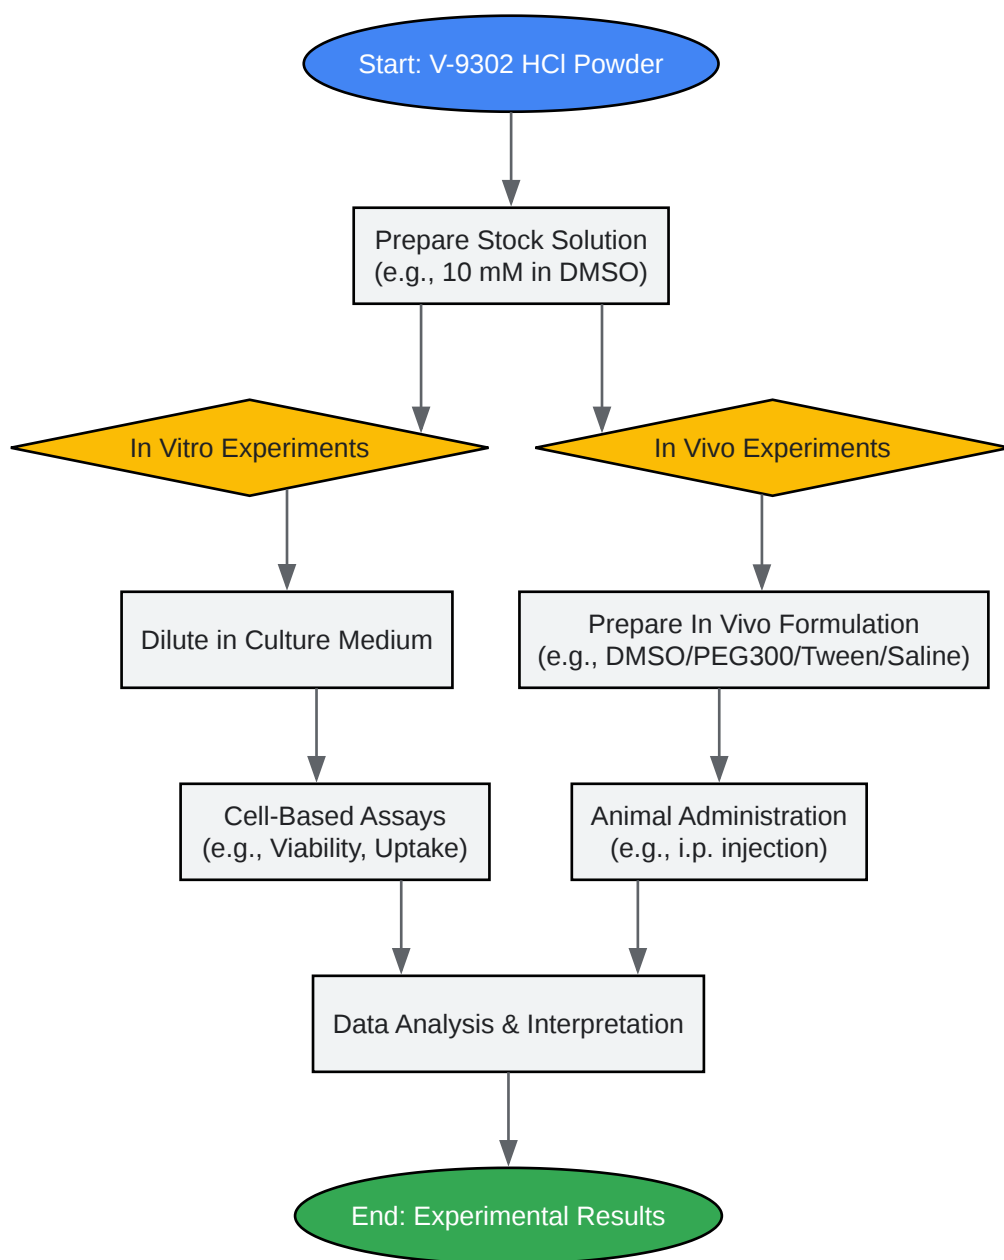 Start: V-9302 HCl Powder
Prepare Stock Solution
(e.g., 10 mM in DMSO)
In Vitro Experiments
In Vivo Experiments
Dilute in Culture Medium
Prepare In Vivo Formulation
(e.g., DMSO/PEG300/Tween/Saline)
Cell-Based Assays
(e.g., Viability, Uptake)
Animal Administration
(e.g., i.p. injection)
Data Analysis & Interpretation
End: Experimental Results